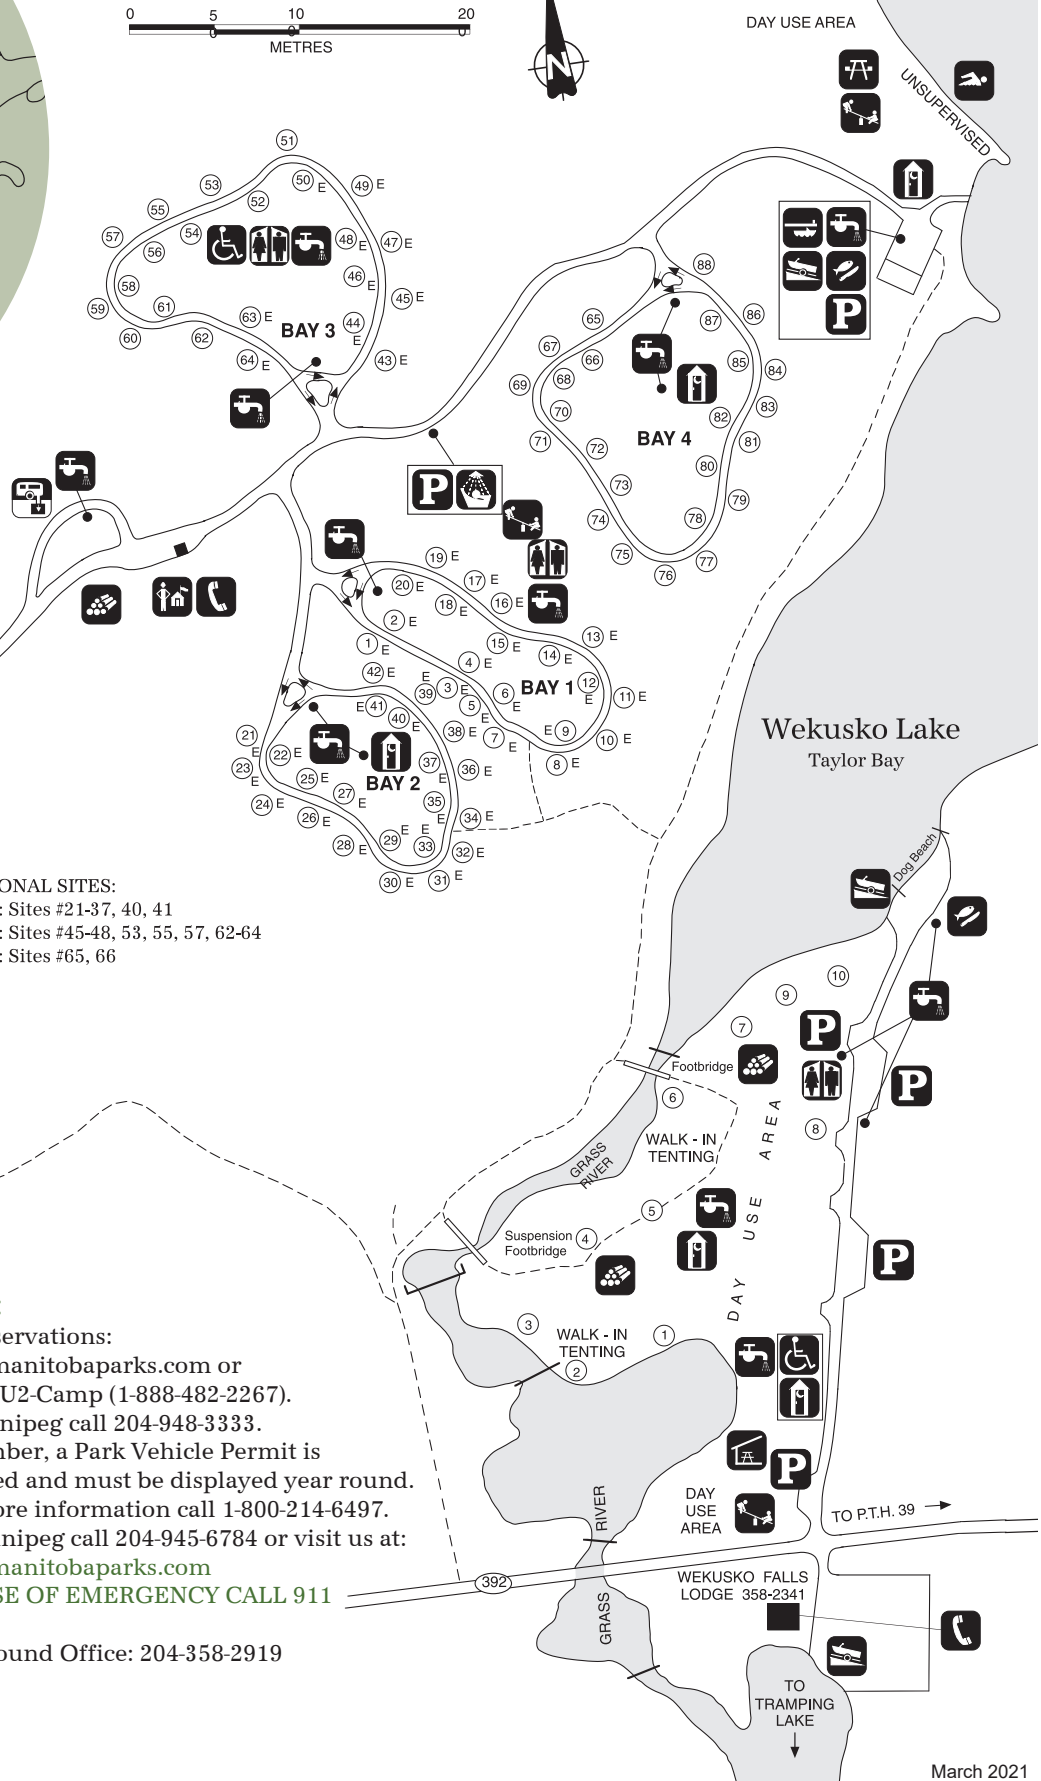 0 5 10 20
0 0 0
METRES
N
DAY USE AREA
UNSUPERVISED
51
53
50 E
49 E
52
55
54
48 E
47 E
57
56
46 E
58
45 E
59
61
63 E
44 E
60
62
BAY 3
64 E
43 E
88
P
65
87
86
67
66
85
84
69
68
83
70
82
71
BAY 4
81
72
80
73
79
74
78
75
77
76
P
19 E
20 E
17 E
18 E
16 E
2 E
1 E
15 E
13 E
14 E
4 E
42 E
E
39
3 E
BAY 1
12 E
11 E
6 E
5 E
E 41
40 E
38 E
7 E
E 9
10 E
8 E
21 E
22 E
23 E
BAY 2
37 E
36 E
25 E
24 E
27 E
35 E
26 E
34 E
28 E
29 E
33 E
32 E
30 E
31 E
Wekusko Lake
Taylor Bay
Dog Beach
ONAL SITES:
: Sites #21-37, 40, 41
: Sites #45-48, 53, 55, 57, 62-64
: Sites #65, 66
10
9
7
P
Footbridge
6
P
8
WALK - IN
TENTING
GRASS
RIVER
5
4
Suspension
Footbridge
DAY USE AREA
P
3
WALK - IN
TENTING
1
2
servations:
manitobaparks.com or
U2-Camp (1-888-482-2267).
nnipeg call 204-948-3333.
mber, a Park Vehicle Permit is
ed and must be displayed year round.
ore information call 1-800-214-6497.
nnipeg call 204-945-6784 or visit us at:
manitobaparks.com
SE OF EMERGENCY CALL 911
ound Office: 204-358-2919
P
DAY
USE
AREA
RIVER
TO P.T.H. 39
392
WEKUSKO FALLS
LODGE 358-2341
GRASS
TO
TRAMPING
LAKE
March 2021